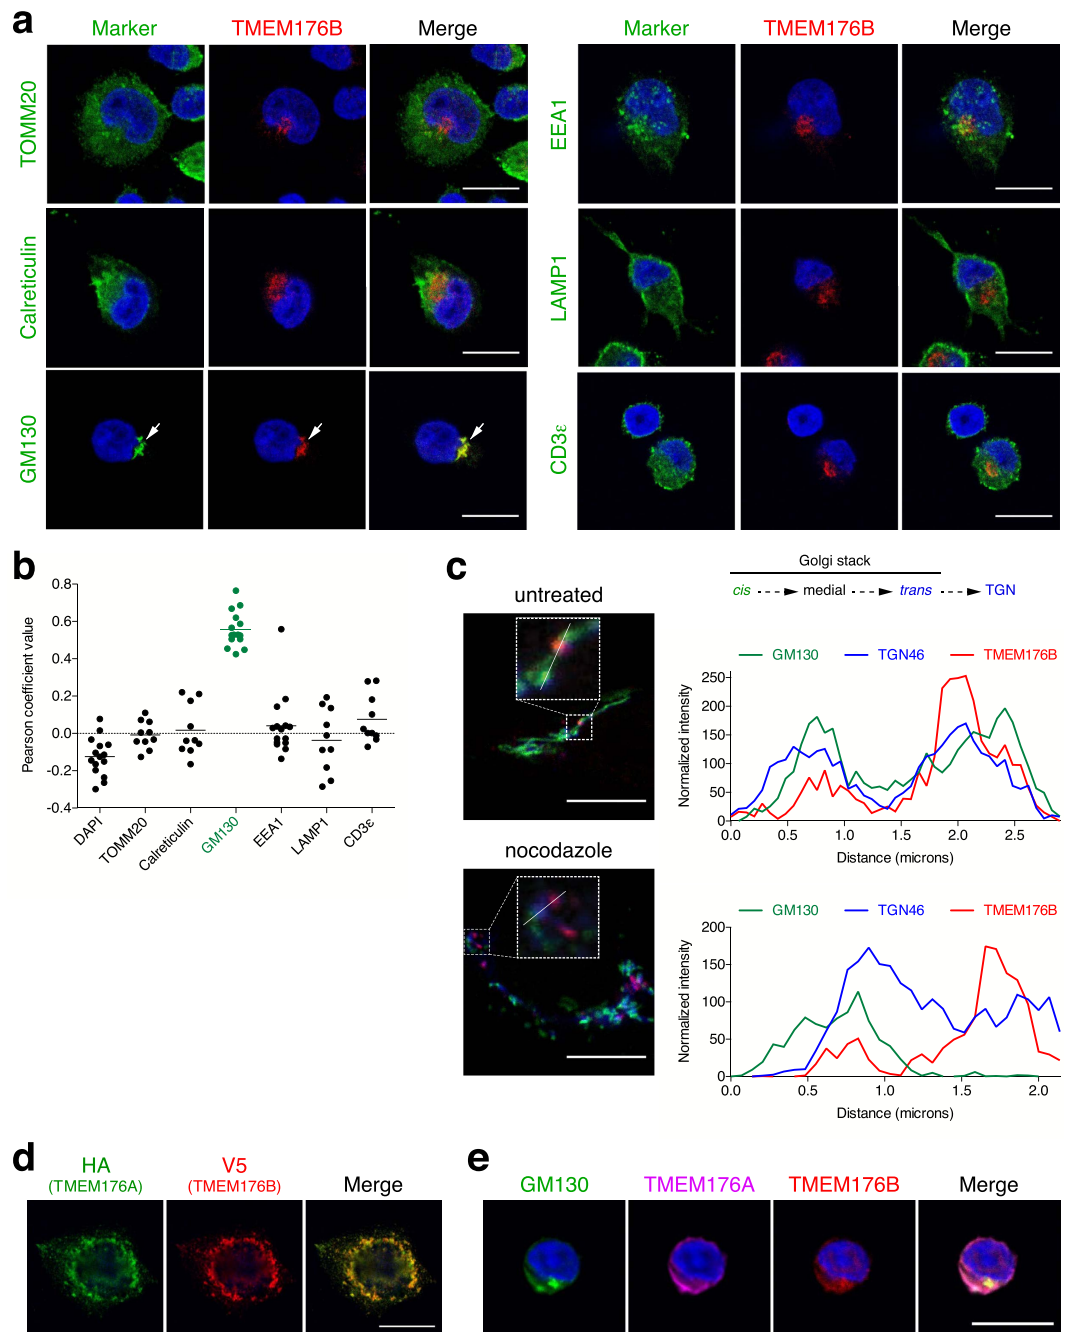 a
Marker TMEM176B Merge Marker TMEM176B Merge
TOMM20
EEA1
Calreticulin
LAMP1
GM130
CD3ε
b
Pearson coefficient value
0.8
0.6
0.4
0.2
0.0
-0.2
-0.4
DAPI TOMM20 Calreticulin GM130 EEA1 LAMP1 CD3ε
c
untreated
nocodazole
Golgi stack
cis medial trans TGN
GM130 TGN46 TMEM176B
Normalized intensity
250
200
150
100
50
0
0.0 0.5 1.0 1.5 2.0 2.5
Distance (microns)
GM130 TGN46 TMEM176B
Normalized intensity
200
150
100
50
0
0.0 0.5 1.0 1.5 2.0
Distance (microns)
d
HA V5
(TMEM176A) (TMEM176B) Merge
e
GM130 TMEM176A TMEM176B Merge